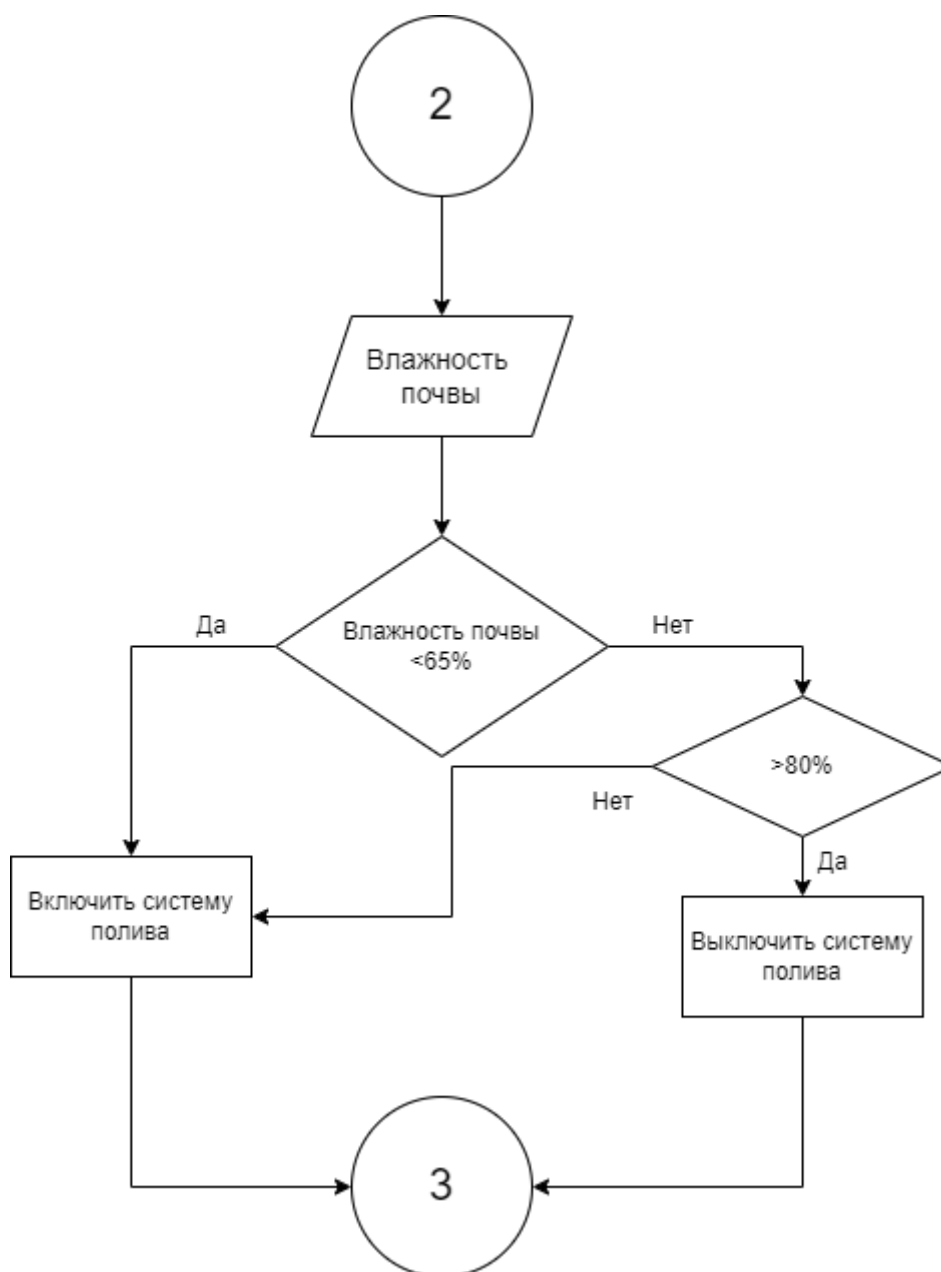 2
Влажность
почвы
Да
Влажность почвы
<65%
Нет
>80%
Нет
Да
Включить систему
полива
Выключить систему
полива
3